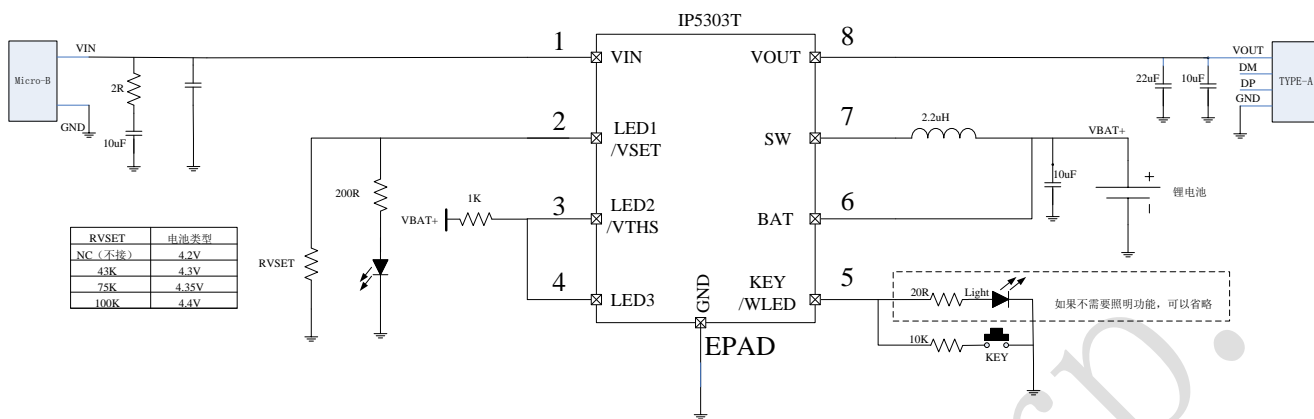 IP5303T
VIN
1
VIN
VOUT
8
VOUT
Micro-B
2R
10uF
GND
22uF
10uF
DM
DP
GND
TYPE-A
2
LED1
/VSET
SW
7
2.2uH
VBAT+
200R
10uF
锂电池
VBAT+
1K
3
LED2
/VTHS
BAT
6
RVSET 电池类型
NC（不接） 4.2V
43K 4.3V
75K 4.35V
100K 4.4V
RVSET
4
LED3
GND
KEY
/WLED
5
20R
Light
如果不需要照明功能，可以省略
10K
KEY
EPAD
rp.